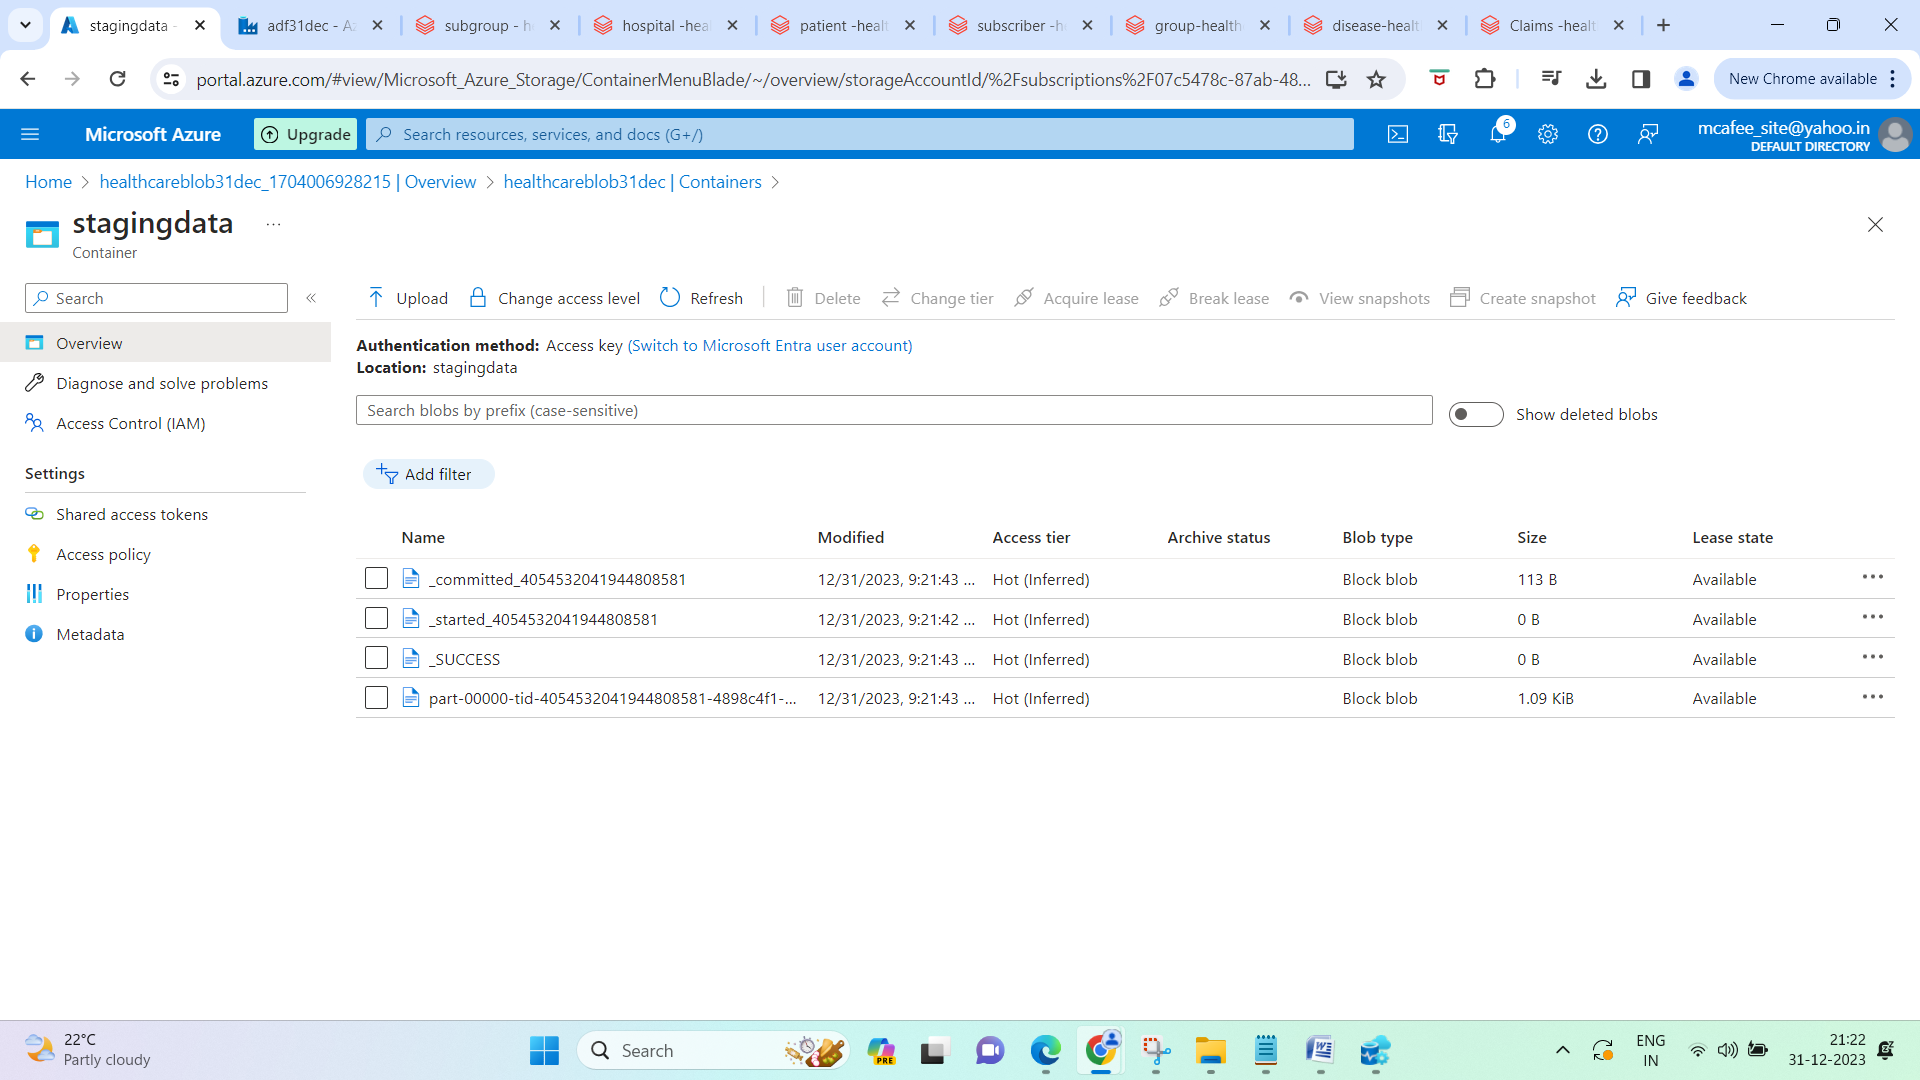 stagingdata -
adf31dec - Az
subgroup - he
hospital -heal
patient -healt
subscriber -he
group-health
disease-healt
Claims -healt
portal.azure.com/#view/Microsoft_Azure_Storage/ContainerMenuBlade/~/overview/storageAccountId/%2Fsubscriptions%2F07c5478c-87ab-48...
New Chrome available
Microsoft Azure
Upgrade
Search resources, services, and docs (G+/)
6
mcafee_site@yahoo.in
DEFAULT DIRECTORY
Home > healthcareblob31dec_1704006928215 | Overview > healthcareblob31dec | Containers >
stagingdata ...
Container
Search
«
Overview
Diagnose and solve problems
Access Control (IAM)
Settings
Shared access tokens
Access policy
Properties
Metadata
Upload Change access level Refresh Delete Change tier Acquire lease Break lease View snapshots Create snapshot Give feedback
Authentication method: Access key (Switch to Microsoft Entra user account)
Location: stagingdata
Search blobs by prefix (case-sensitive)
Show deleted blobs
Add filter
Name Modified Access tier Archive status Blob type Size Lease state
_committed_4054532041944808581 12/31/2023, 9:21:43 ... Hot (Inferred) Block blob 113 B Available ...
_started_4054532041944808581 12/31/2023, 9:21:42 ... Hot (Inferred) Block blob 0 B Available ...
_SUCCESS 12/31/2023, 9:21:43 ... Hot (Inferred) Block blob 0 B Available ...
part-00000-tid-4054532041944808581-4898c4f1-... 12/31/2023, 9:21:43 ... Hot (Inferred) Block blob 1.09 KiB Available ...
22°C
Partly cloudy
Search
PRE
ENG
IN
21:22
31-12-2023